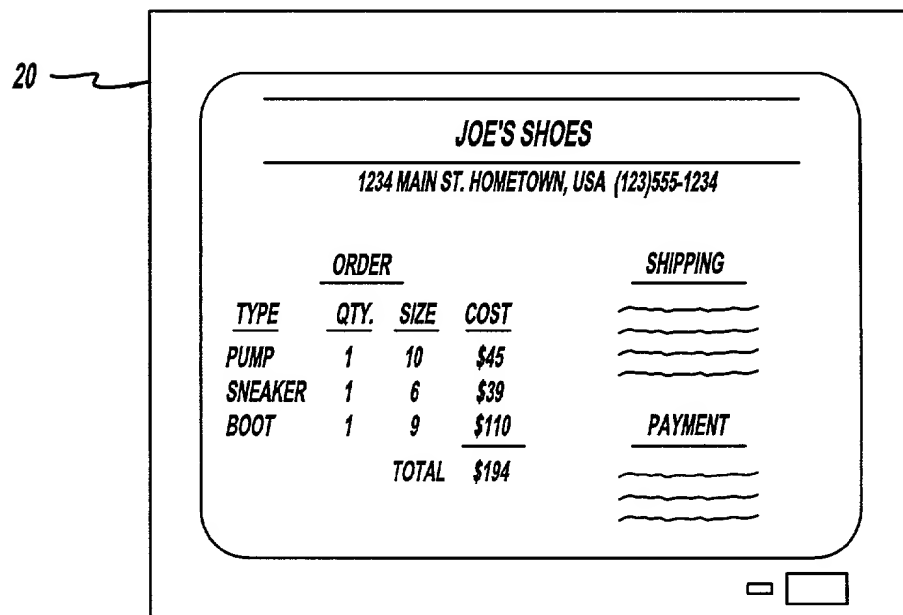 20
JOE'S SHOES
1234 MAIN ST. HOMETOWN, USA (123)555-1234
ORDER
TYPE QTY. SIZE COST
PUMP 1 10 $45
SNEAKER 1 6 $39
BOOT 1 9 $110
TOTAL $194
SHIPPING
PAYMENT